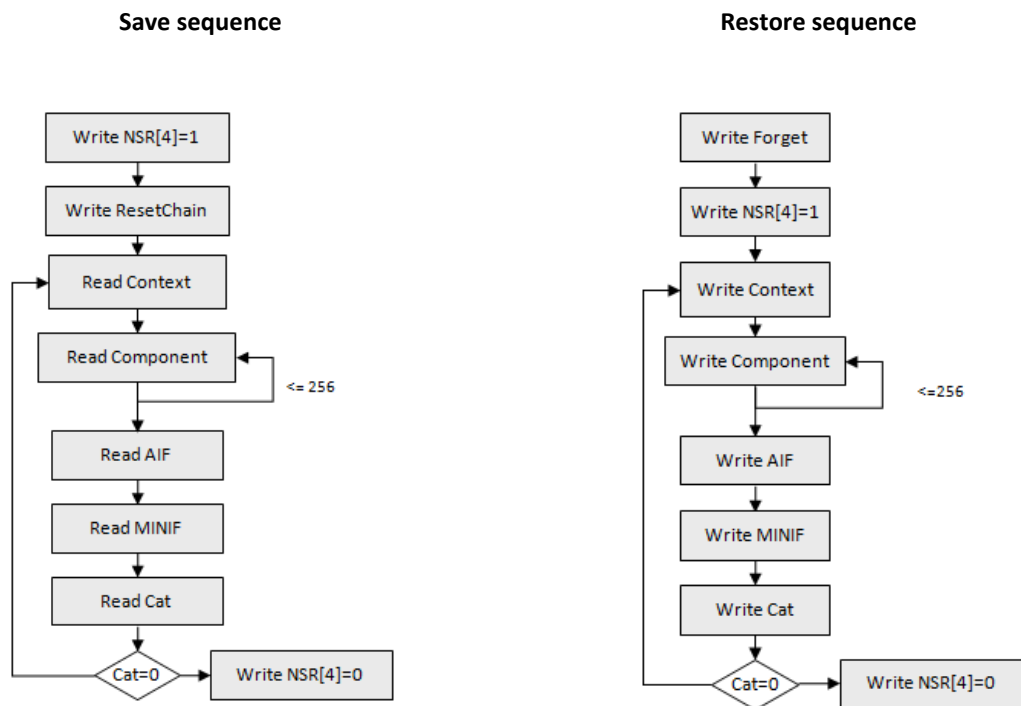 Save sequence
Write NSR[4]=1
Write ResetChain
Read Context
Read Component
<= 256
Read AIF
Read MINIF
Read Cat
Cat=0
Write NSR[4]=0
Restore sequence
Write Forget
Write NSR[4]=1
Write Context
Write Component
<=256
Write AIF
Write MINIF
Write Cat
Cat=0
Write NSR[4]=0